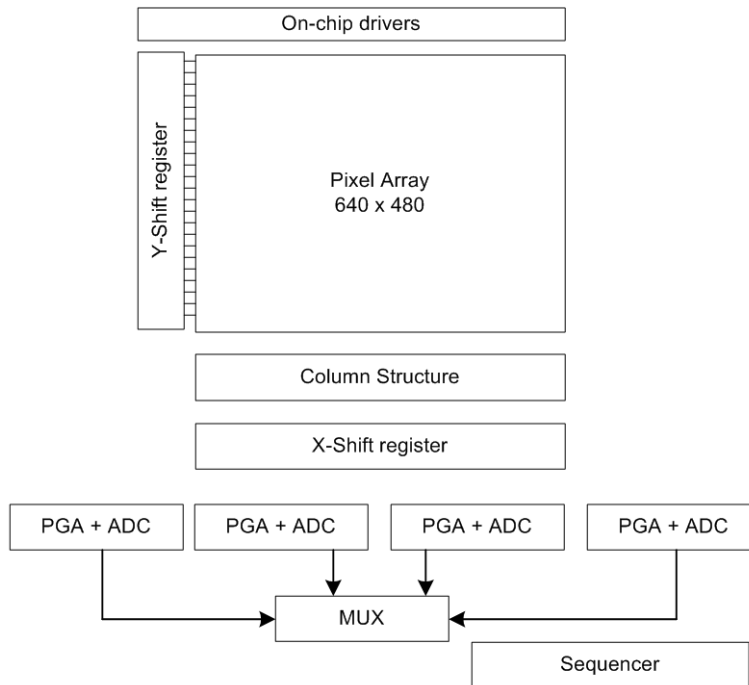 On-chip drivers
Y-Shift register
Pixel Array
640 x 480
Column Structure
X-Shift register
PGA + ADC
PGA + ADC
PGA + ADC
PGA + ADC
MUX
Sequencer